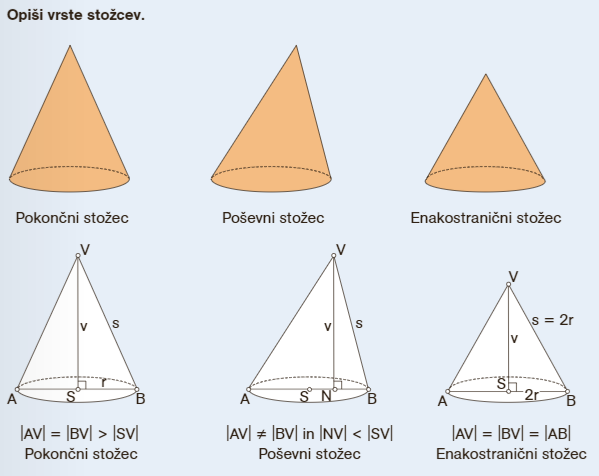 Opiši vrste stožcev.
Pokončni stožec
Poševni stožec
Enakostranični stožec
V
v
s
r
A
S
B
V
v
s
A
S
N
B
V
s = 2r
v
S
2r
A
B
|AV| = |BV| > |SV|
Pokončni stožec
|AV| ≠ |BV| in |NV| < |SV|
Poševni stožec
|AV| = |BV| = |AB|
Enakostranični stožec